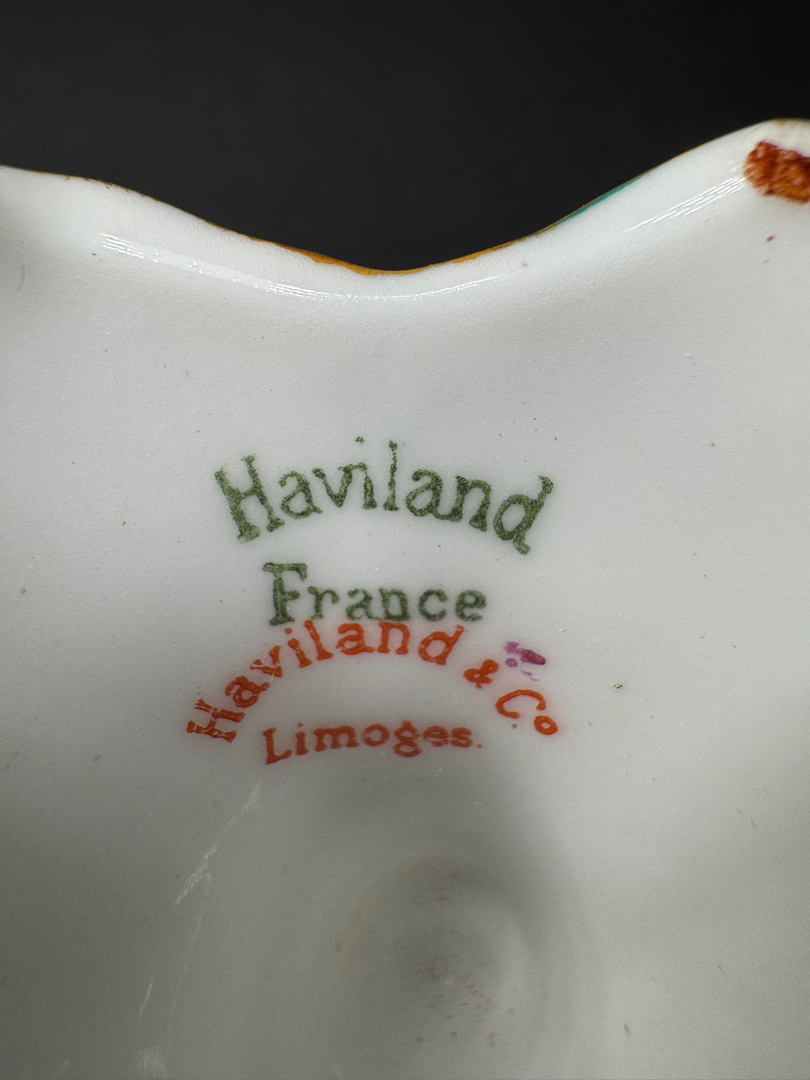 Haviland
France
Haviland & Co
Limoges.